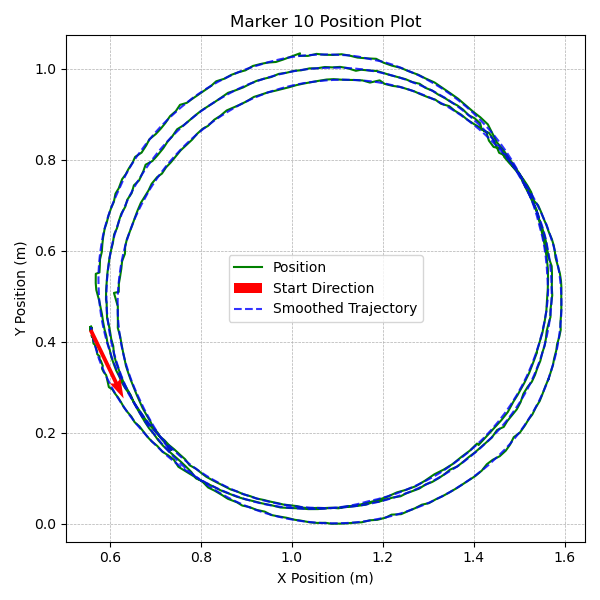 Marker 10 Position Plot
Y Position (m)
1.0
0.8
0.6
0.4
0.2
0.0
Position
Start Direction
Smoothed Trajectory
0.6 0.8 1.0 1.2 1.4 1.6
X Position (m)